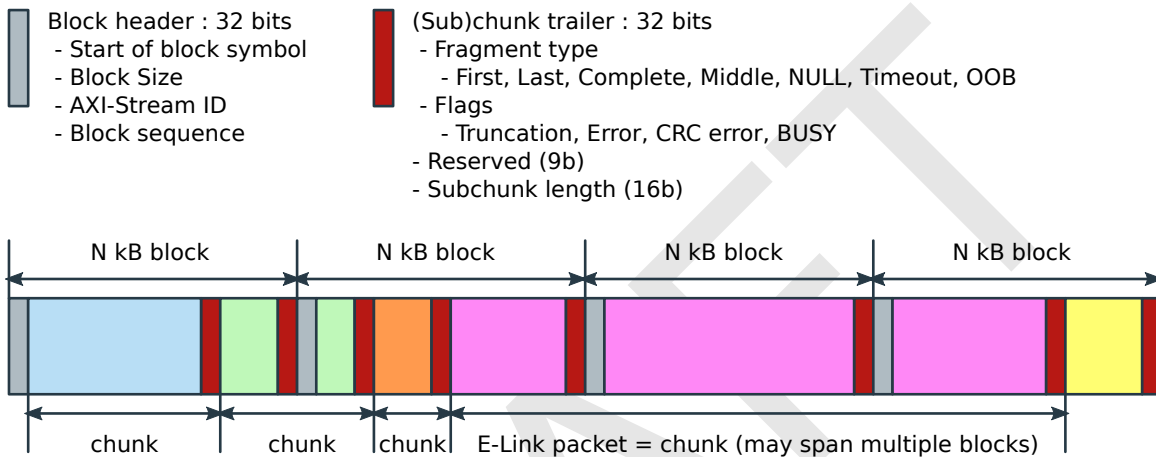 Block header : 32 bits
- Start of block symbol
- Block Size
- AXI-Stream ID
- Block sequence
(Sub)chunk trailer : 32 bits
- Fragment type
- First, Last, Complete, Middle, NULL, Timeout, OOB
- Flags
- Truncation, Error, CRC error, BUSY
- Reserved (9b)
- Subchunk length (16b)
N kB block N kB block N kB block N kB block
chunk chunk chunk E-Link packet = chunk (may span multiple blocks)